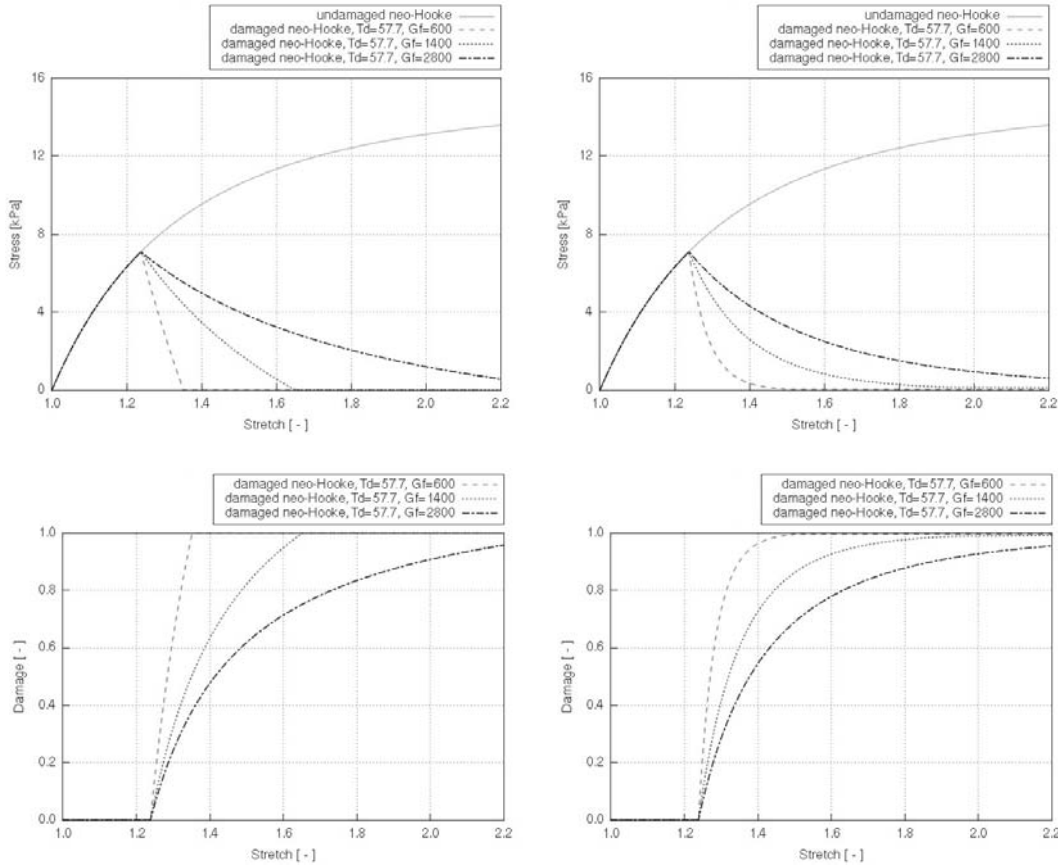 undamaged neo-Hooke
damaged neo-Hooke, Td=57.7, Gf=600
damaged neo-Hooke, Td=57.7, Gf=1400
damaged neo-Hooke, Td=57.7, Gf=2800
16
12
8
4
0
Stress [kPa]
1.0 1.2 1.4 1.6 1.8 2.0 2.2
Stretch [ - ]
undamaged neo-Hooke
damaged neo-Hooke, Td=57.7, Gf=600
damaged neo-Hooke, Td=57.7, Gf=1400
damaged neo-Hooke, Td=57.7, Gf=2800
16
12
8
4
0
Stress [kPa]
1.0 1.2 1.4 1.6 1.8 2.0 2.2
Stretch [ - ]
damaged neo-Hooke, Td=57.7, Gf=600
damaged neo-Hooke, Td=57.7, Gf=1400
damaged neo-Hooke, Td=57.7, Gf=2800
1.0
0.8
0.6
0.4
0.2
0.0
Damage [ - ]
1.0 1.2 1.4 1.6 1.8 2.0 2.2
Stretch [ - ]
damaged neo-Hooke, Td=57.7, Gf=600
damaged neo-Hooke, Td=57.7, Gf=1400
damaged neo-Hooke, Td=57.7, Gf=2800
1.0
0.8
0.6
0.4
0.2
0.0
Damage [ - ]
1.0 1.2 1.4 1.6 1.8 2.0 2.2
Stretch [ - ]